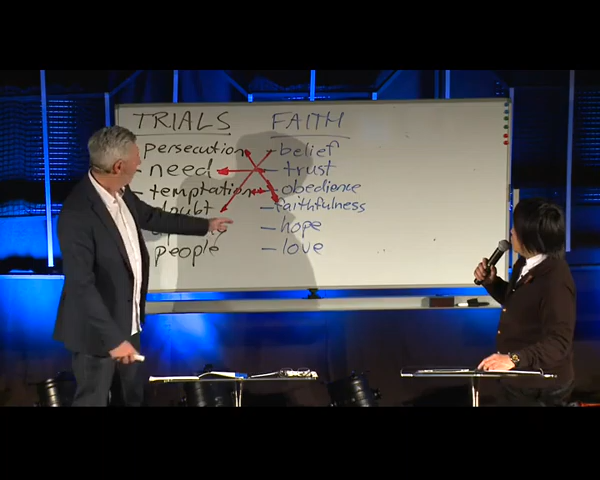 TRIALS FAITH
persecution - belief
- need - trust
- temptation - obedience
doubt - faithfulness
- hope
- people - love